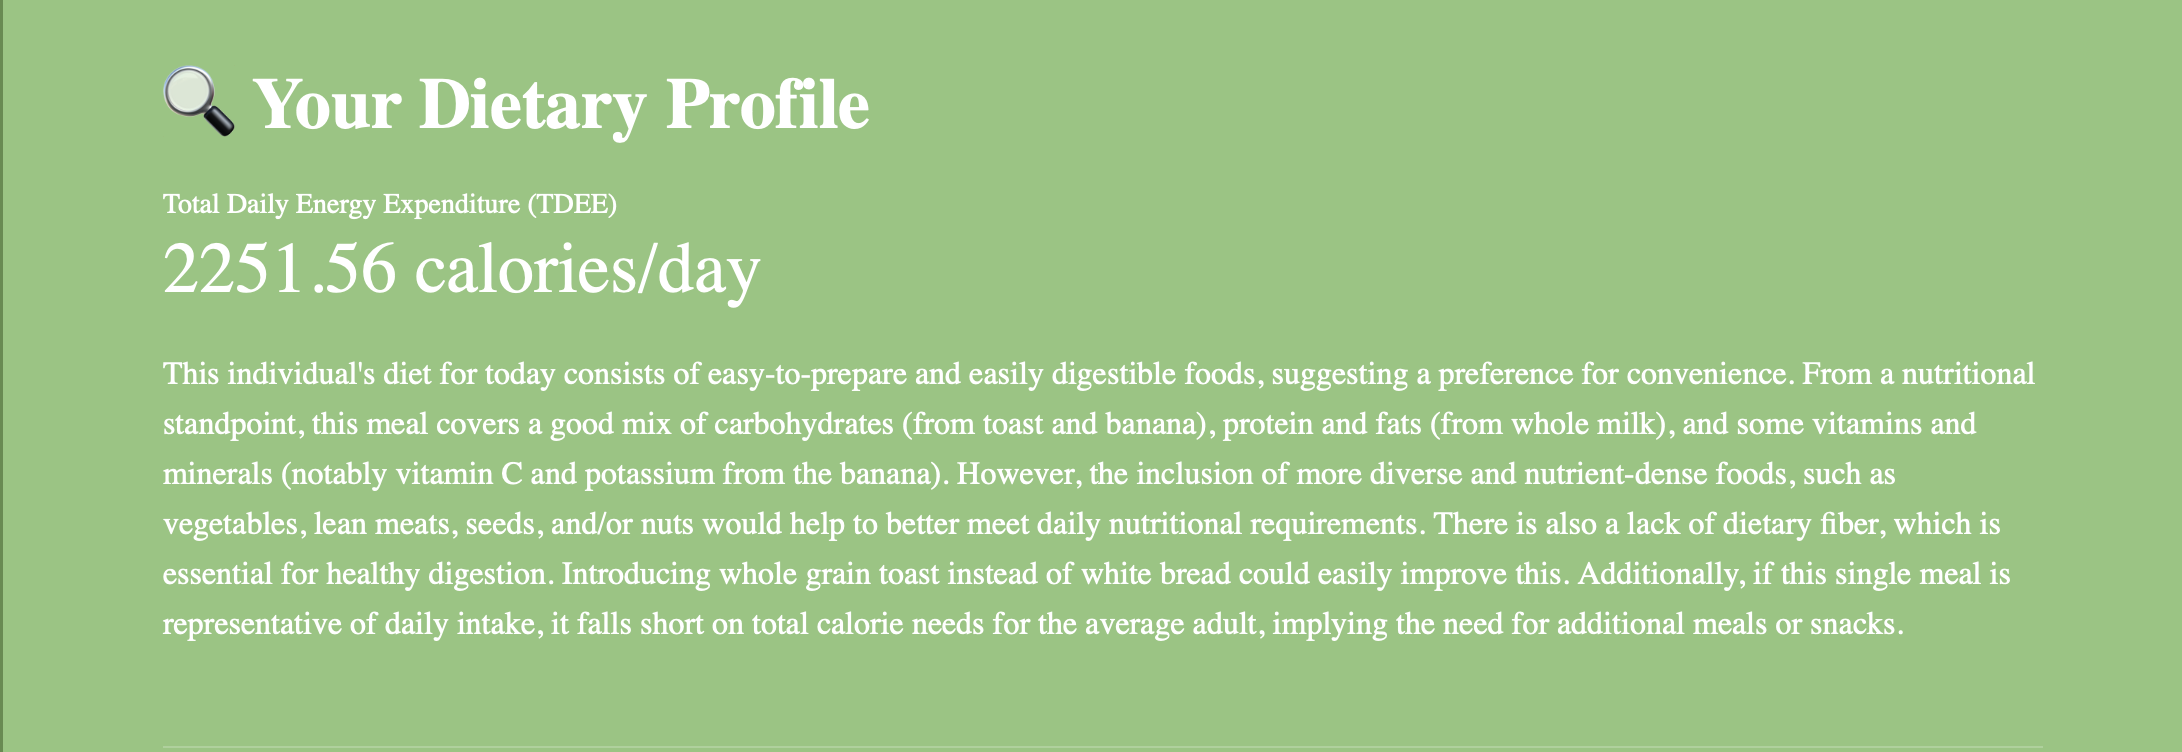 Your Dietary Profile
Total Daily Energy Expenditure (TDEE)
2251.56 calories/day
This individual's diet for today consists of easy-to-prepare and easily digestible foods, suggesting a preference for convenience. From a nutritional
standpoint, this meal covers a good mix of carbohydrates (from toast and banana), protein and fats (from whole milk), and some vitamins and
minerals (notably vitamin C and potassium from the banana). However, the inclusion of more diverse and nutrient-dense foods, such as
vegetables, lean meats, seeds, and/or nuts would help to better meet daily nutritional requirements. There is also a lack of dietary fiber, which is
essential for healthy digestion. Introducing whole grain toast instead of white bread could easily improve this. Additionally, if this single meal is
representative of daily intake, it falls short on total calorie needs for the average adult, implying the need for additional meals or snacks.